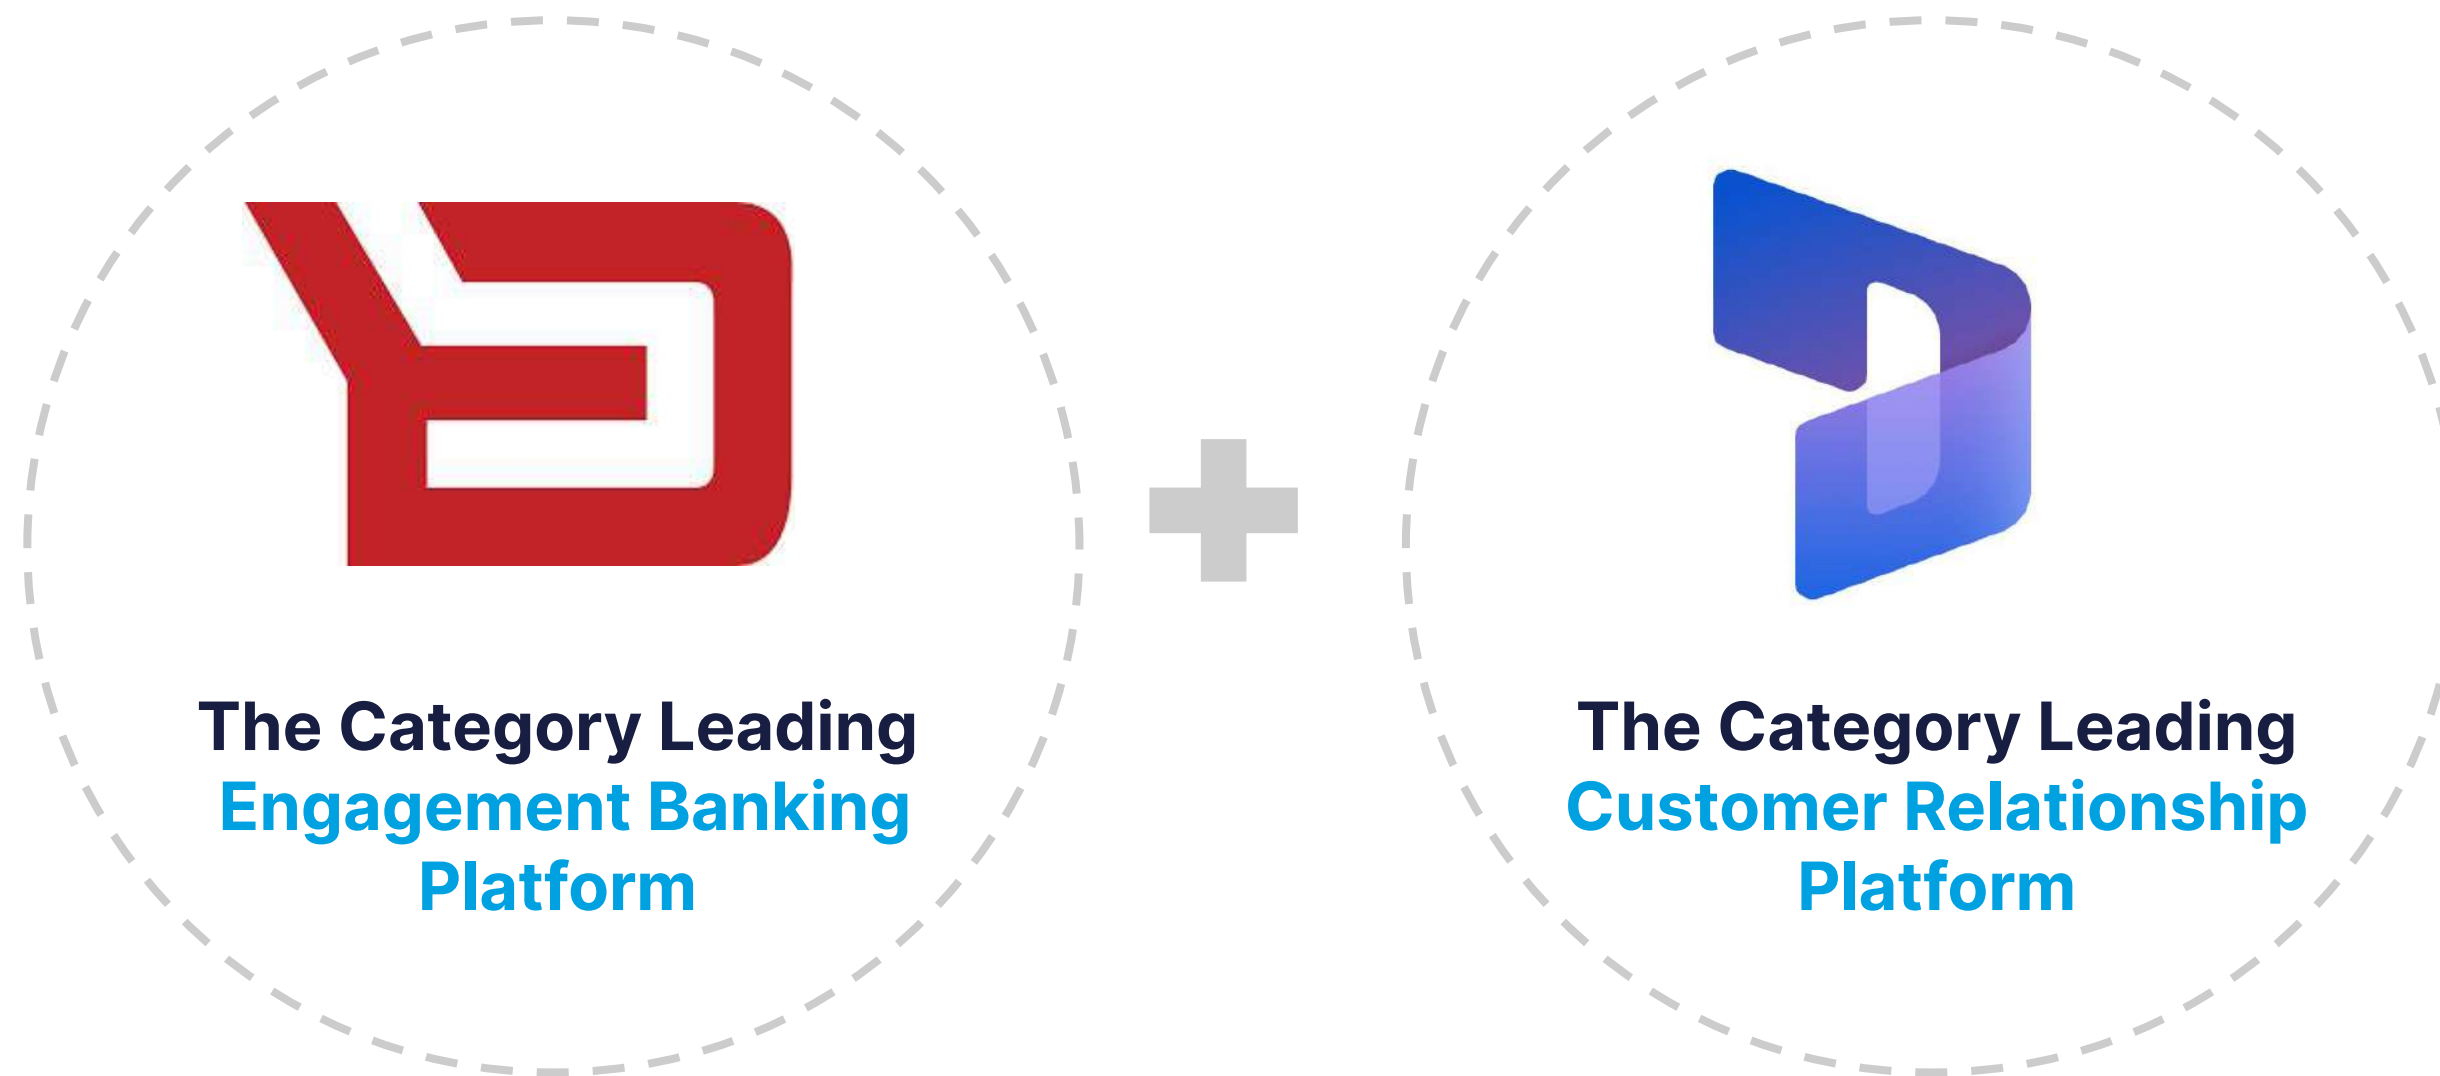 The Category Leading
Engagement Banking
Platform
The Category Leading
Customer Relationship
Platform